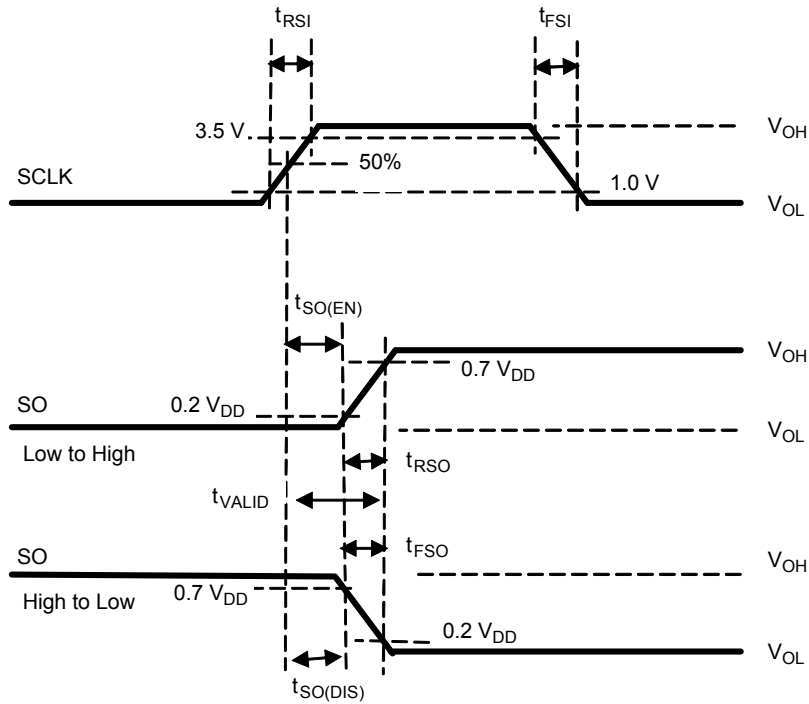 tRSI
tFSI
3.5 V
VOH
50%
SCLK
1.0 V
VOL
tSO(EN)
VOH
0.7 VDD
SO
0.2 VDD
VOL
Low to High
tRSO
tVALID
tFSO
SO
VOH
High to Low
0.7 VDD
0.2 VDD
VOL
tSO(DIS)